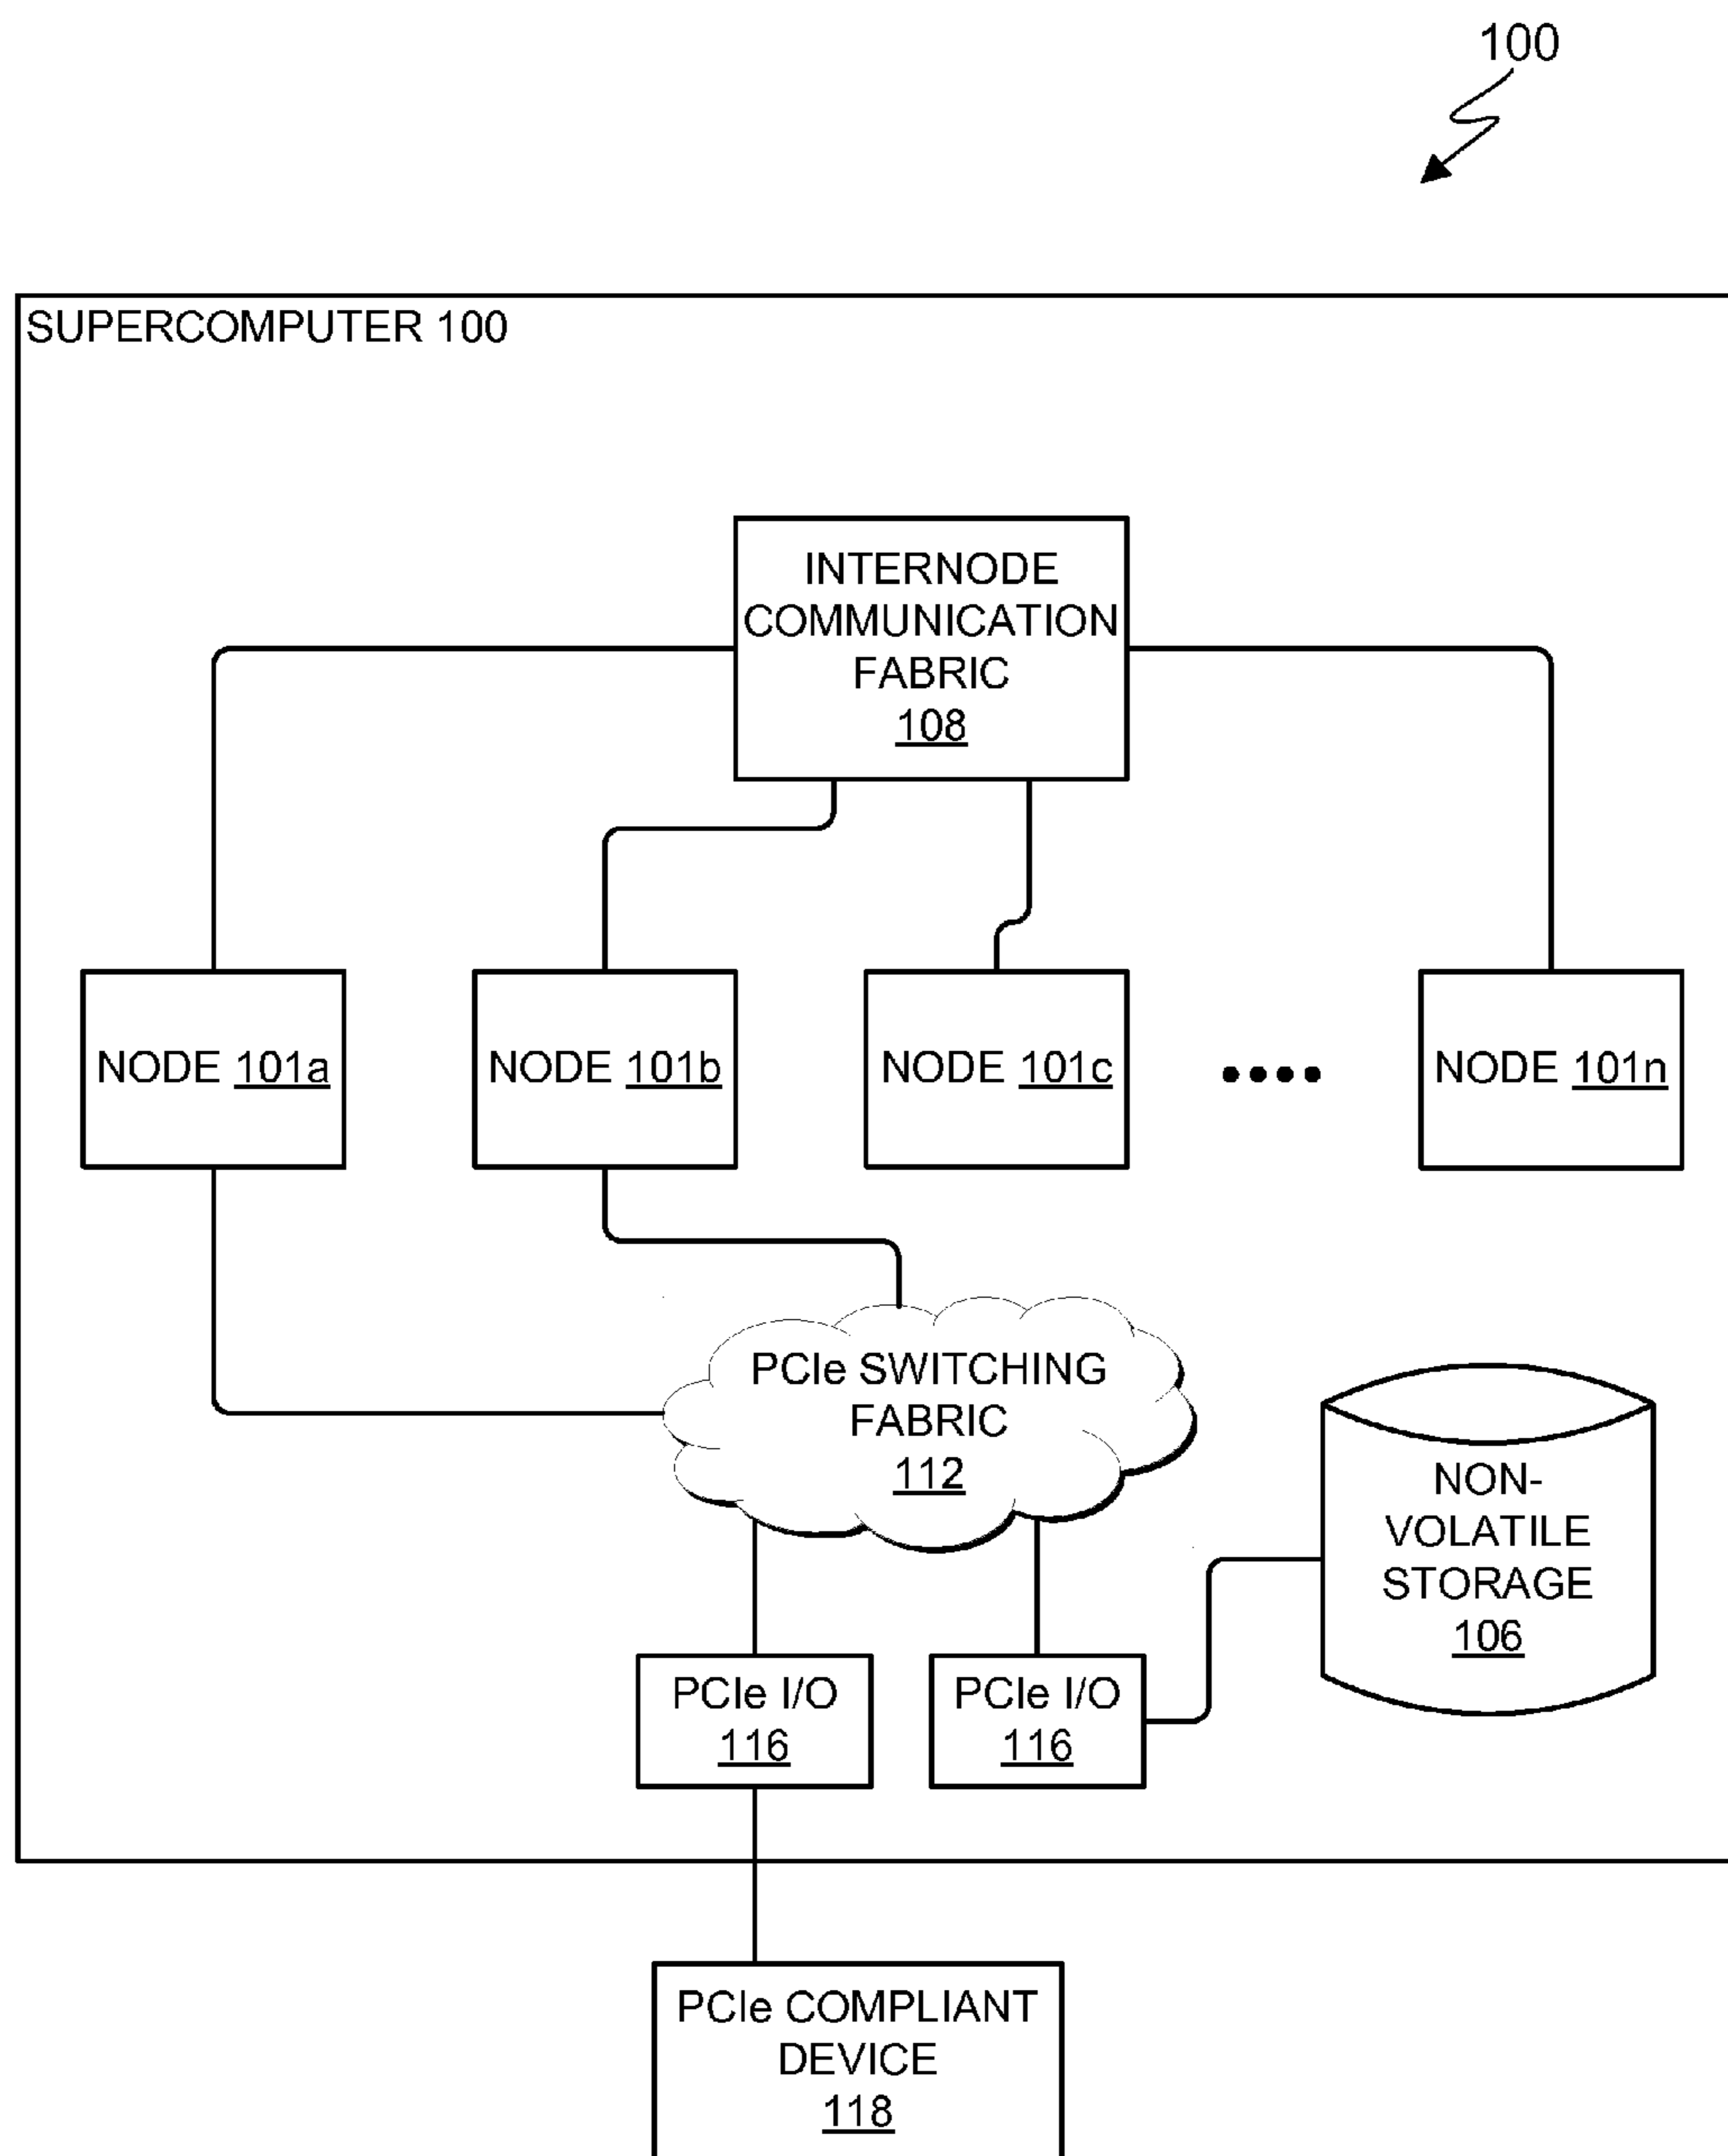 100
SUPERCOMPUTER 100
INTERNODE
COMMUNICATION
FABRIC
108
NODE 101a
NODE 101b
NODE 101c
NODE 101n
PCIe SWITCHING
FABRIC
112
NON-
VOLATILE
STORAGE
106
PCIe I/O
116
PCIe I/O
116
PCIe COMPLIANT
DEVICE
118